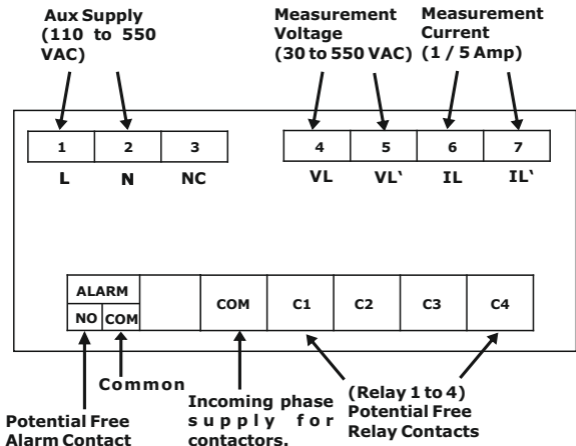 Aux Supply
(110 to 550
VAC)
Measurement
Voltage
(30 to 550 VAC)
Measurement
Current
(1 / 5 Amp)
1 2 3
L N NC
4 5 6 7
VL VL‘ IL IL‘
ALARM
NO COM
COM C1 C2 C3 C4
Common
Potential Free
Alarm Contact
Incoming phase
supply for
contactors.
(Relay 1 to 4)
Potential Free
Relay Contacts